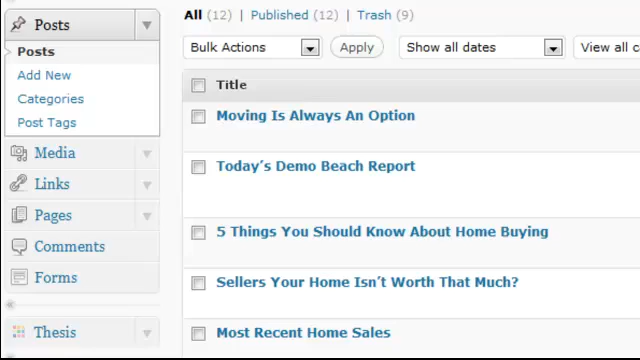 Posts
Posts
Add New
Categories
Post Tags
Media
Links
Pages
Comments
Forms
Thesis
All (12) | Published (12) | Trash (9)
Bulk Actions Apply Show all dates View all c
Title
Moving Is Always An Option
Today's Demo Beach Report
5 Things You Should Know About Home Buying
Sellers Your Home Isn't Worth That Much?
Most Recent Home Sales